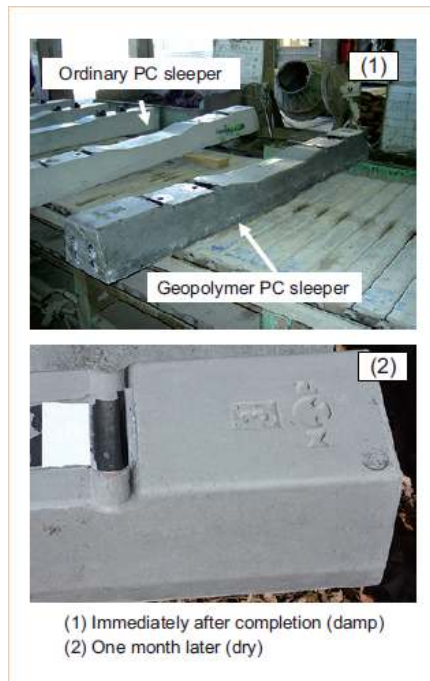 Ordinary PC sleeper
(1)
Geopolymer PC sleeper
(2)
(1) Immediately after completion (damp)
(2) One month later (dry)